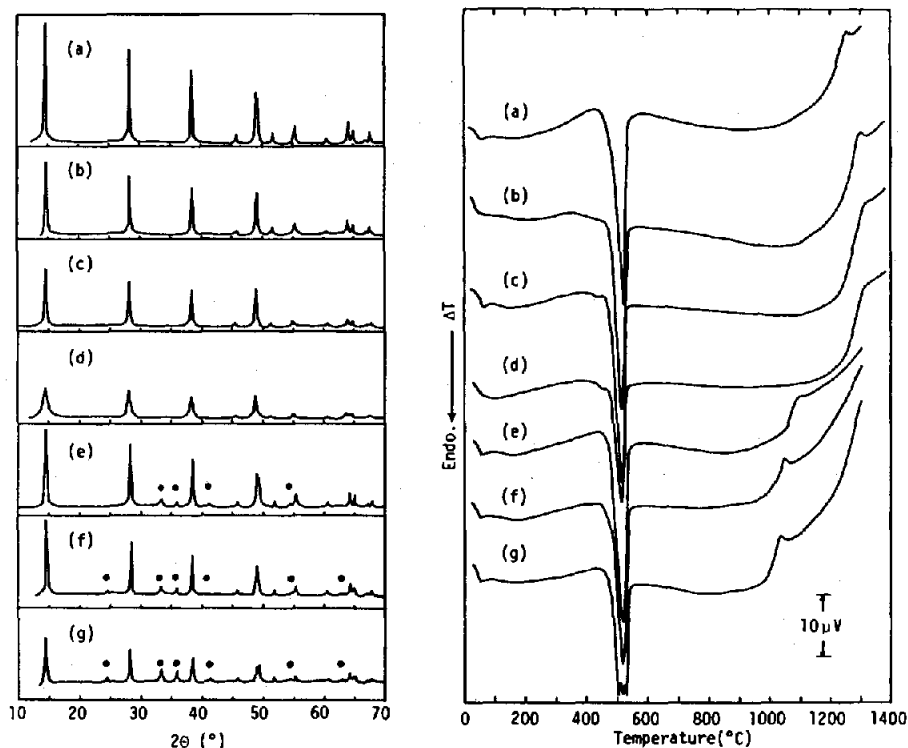 (a)
(b)
(c)
(d)
(e)
(f)
(g)
10 20 30 40 50 60 70
2θ (°)
(a)
(b)
(c)
(d)
(e)
(f)
(g)
Endo. ΔT
10μV
0 200 400 600 800 1000 1200 1400
Temperature(°C)